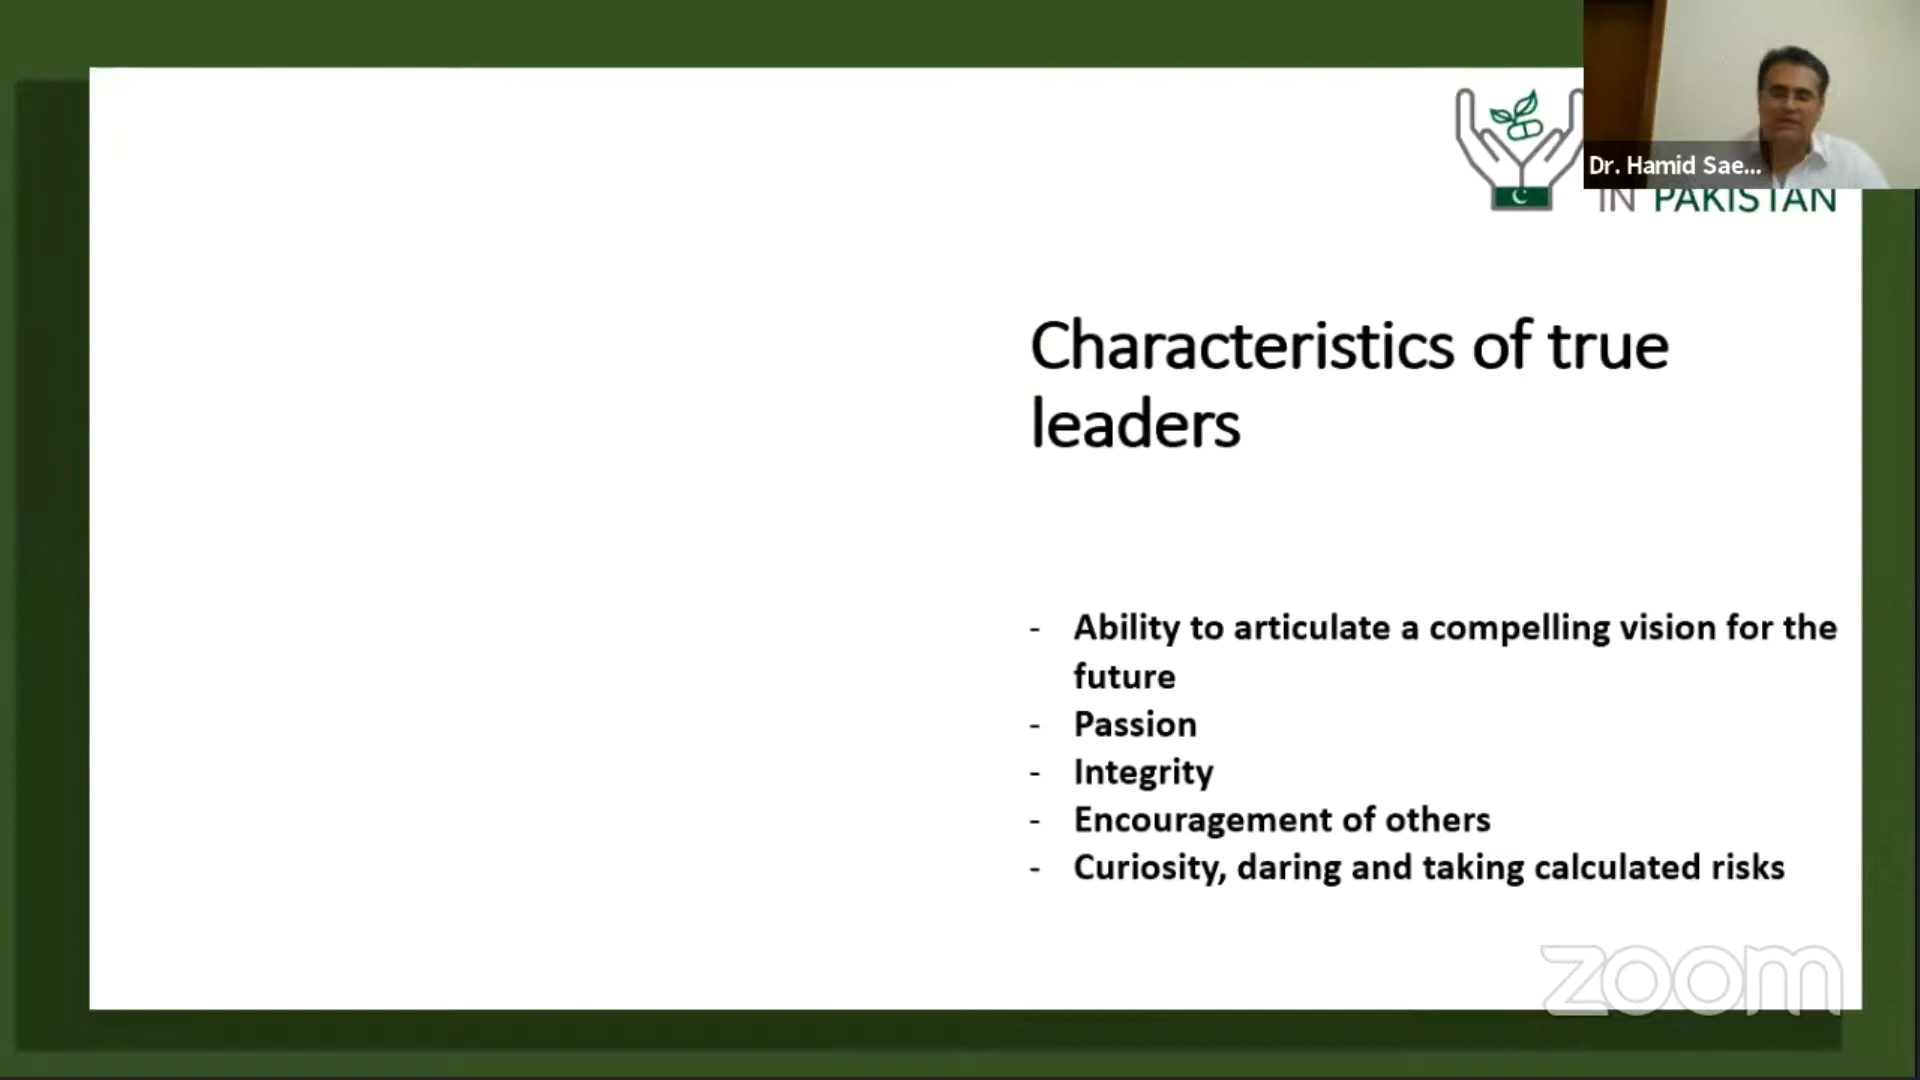 Dr. Hamid Sae...
IN PAKISTAN
Characteristics of true
leaders
- Ability to articulate a compelling vision for the
future
- Passion
- Integrity
- Encouragement of others
- Curiosity, daring and taking calculated risks
zoom